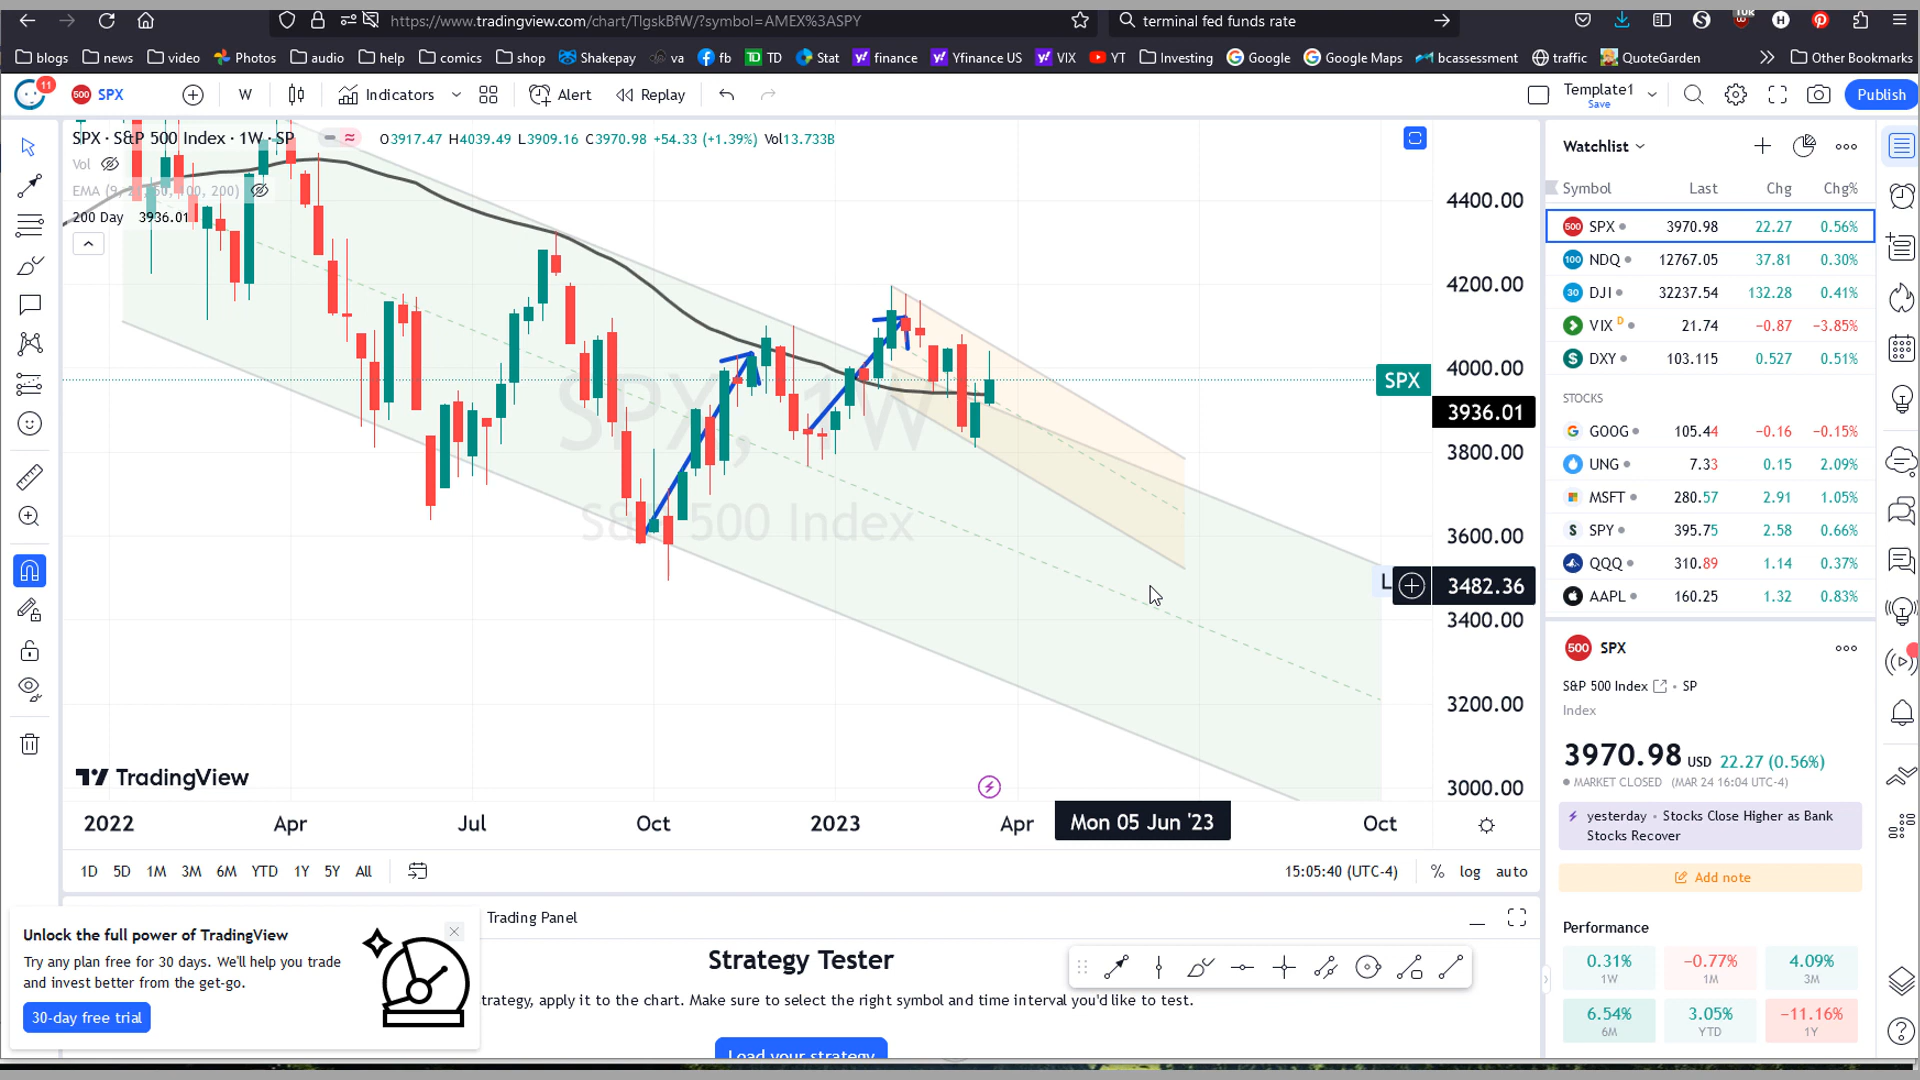 https://www.tradingview.com/chart/TlgskBfW/?symbol=AMEX%3ASPY
terminal fed funds rate
10k
blogs news video Photos audio help comics shop Shakepay va fb TD Stat finance Yfinance US VIX YT Investing Google Google Maps bcassessment traffic QuoteGarden Other Bookmarks
11 500 SPX W Indicators Alert Replay Template1 Save Publish
SPX · S&P 500 Index · 1W · SP O3917.47 H4039.49 L3909.16 C3970.98 +54.33 (+1.39%) Vol13.733B
Vol
200 Day 3936.01
SPX, 1W
S&P 500 Index
4400.00
4200.00
4000.00
SPX
3936.01
3800.00
3600.00
L 3482.36
3400.00
3200.00
3000.00
TradingView
2022 Apr Jul Oct 2023 Apr Mon 05 Jun '23 Oct
1D 5D 1M 3M 6M YTD 1Y 5Y All 15:05:40 (UTC-4) % log auto
Trading Panel
Strategy Tester
strategy, apply it to the chart. Make sure to select the right symbol and time interval you'd like to test.
Load your strategy
Unlock the full power of TradingView
Try any plan free for 30 days. We'll help you trade
and invest better from the get-go.
30-day free trial
Watchlist
Symbol Last Chg Chg%
500 SPX 3970.98 22.27 0.56%
100 NDQ 12767.05 37.81 0.30%
30 DJI 32237.54 132.28 0.41%
VIX D 21.74 −0.87 −3.85%
DXY 103.115 0.527 0.51%
STOCKS
GOOG 105.44 −0.16 −0.15%
UNG 7.33 0.15 2.09%
MSFT 280.57 2.91 1.05%
SPY 395.75 2.58 0.66%
QQQ 310.89 1.14 0.37%
AAPL 160.25 1.32 0.83%
500 SPX
S&P 500 Index • SP
Index
3970.98 USD 22.27 (0.56%)
MARKET CLOSED (MAR 24 16:04 UTC-4)
yesterday • Stocks Close Higher as Bank
Stocks Recover
Add note
Performance
0.31% −0.77% 4.09%
1W 1M 3M
6.54% 3.05% −11.16%
6M YTD 1Y